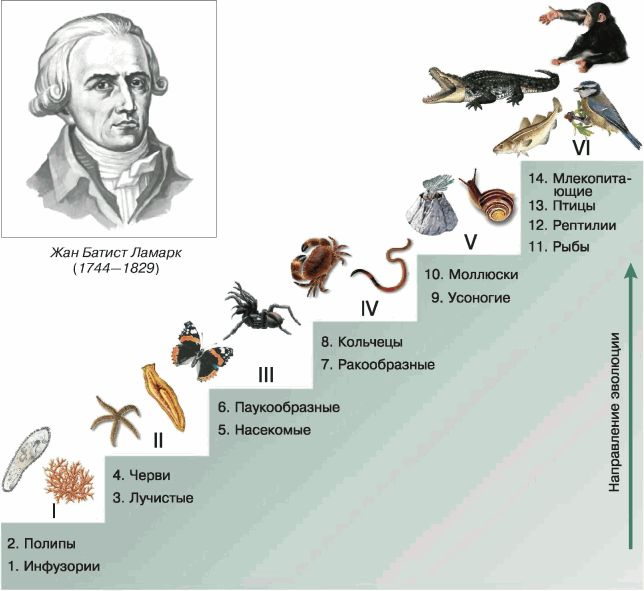 Жан Батист Ламарк
(1744—1829)
VI
14. Млекопита-
ющие
13. Птицы
12. Рептилии
11. Рыбы
V
10. Моллюски
9. Усоногие
IV
8. Кольчецы
7. Ракообразные
III
6. Паукообразные
5. Насекомые
II
4. Черви
3. Лучистые
I
2. Полипы
1. Инфузории
Направление эволюции